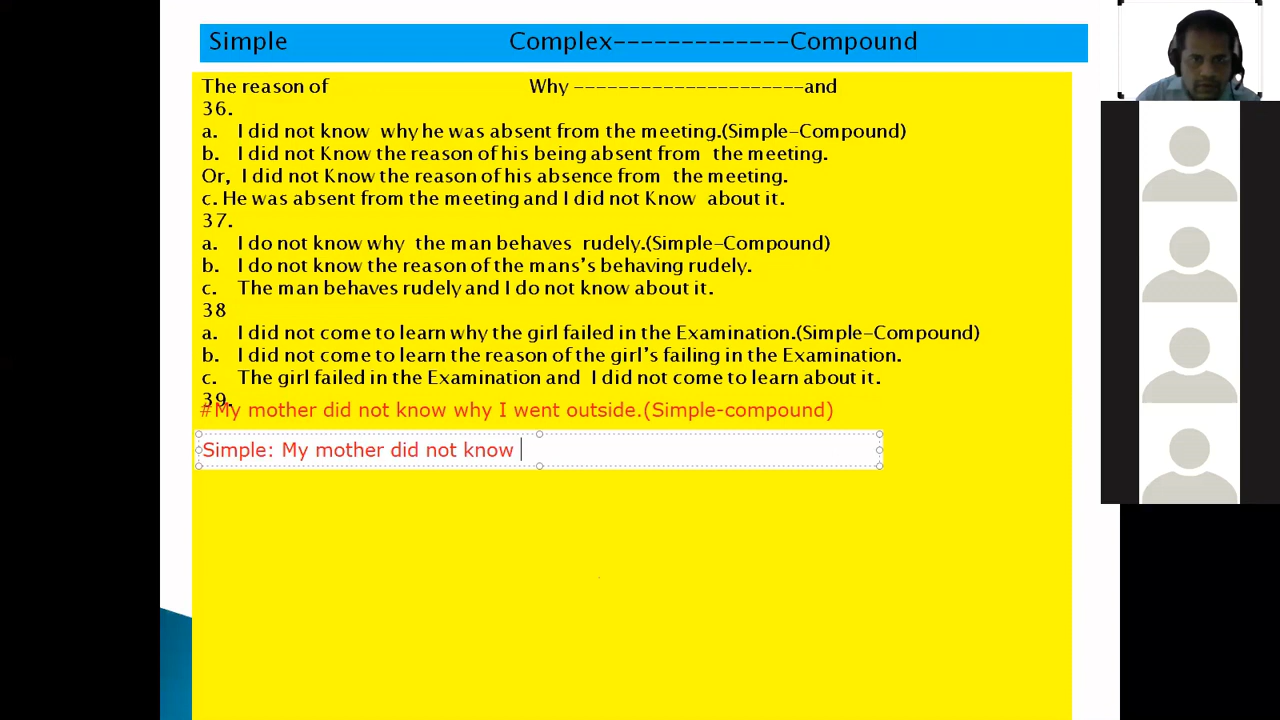 Simple Complex-------------Compound
The reason of Why ---------------------and
36.
a. I did not know why he was absent from the meeting.(Simple-Compound)
b. I did not Know the reason of his being absent from the meeting.
Or, I did not Know the reason of his absence from the meeting.
c. He was absent from the meeting and I did not Know about it.
37.
a. I do not know why the man behaves rudely.(Simple-Compound)
b. I do not know the reason of the mans's behaving rudely.
c. The man behaves rudely and I do not know about it.
38
a. I did not come to learn why the girl failed in the Examination.(Simple-Compound)
b. I did not come to learn the reason of the girl's failing in the Examination.
c. The girl failed in the Examination and I did not come to learn about it.
39.
#My mother did not know why I went outside.(Simple-compound)
Simple: My mother did not know